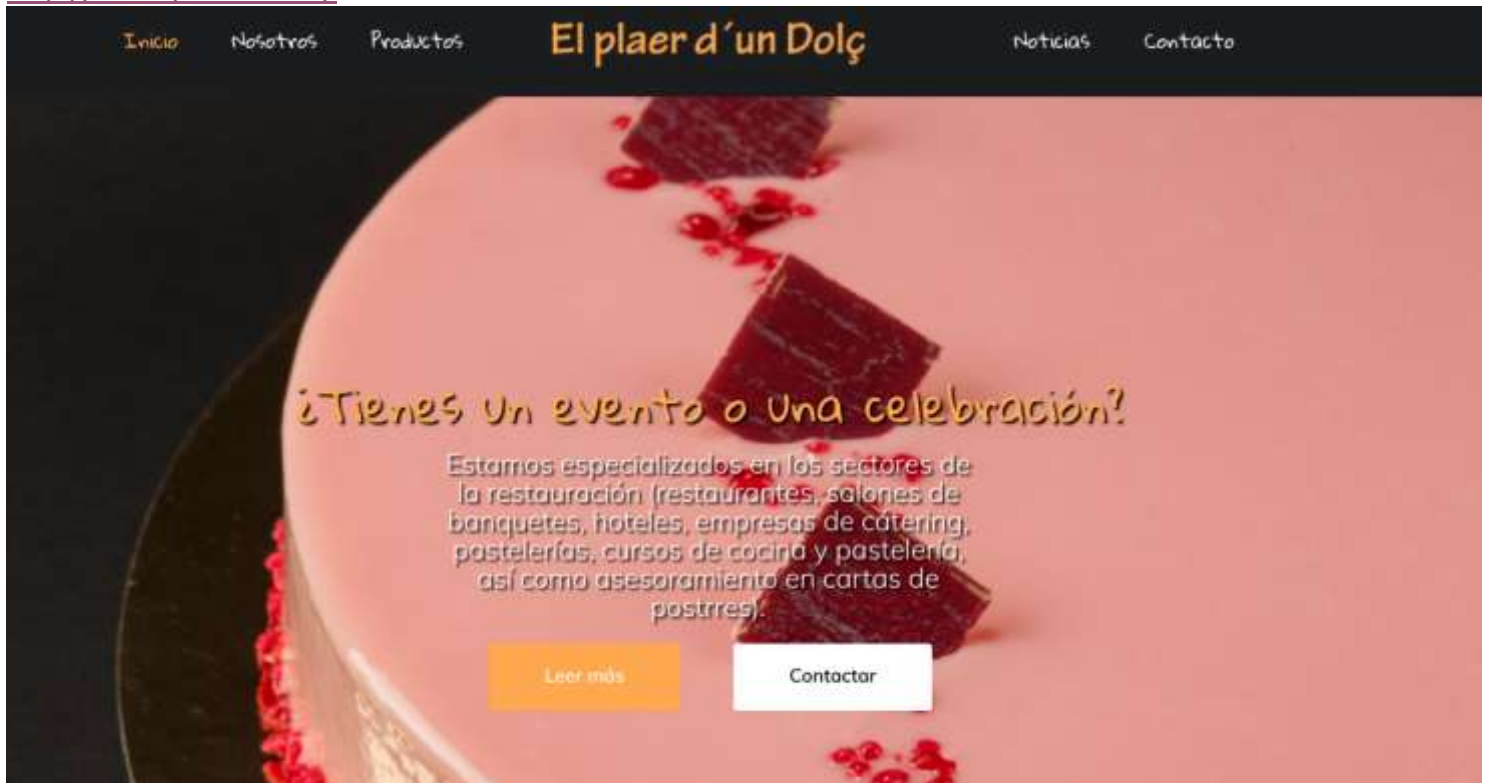 Inicio Nosotros Productos El plaer d´un Dolç Noticias Contacto
¿Tienes un evento o una celebración?
Estamos especializados en los sectores de
la restauración (restaurantes, salones de
banquetes, hoteles, empresas de cátering,
pastelerías, cursos de cocina y pastelería,
así como asesoramiento en cartas de
postrres).
Leer más Contactar